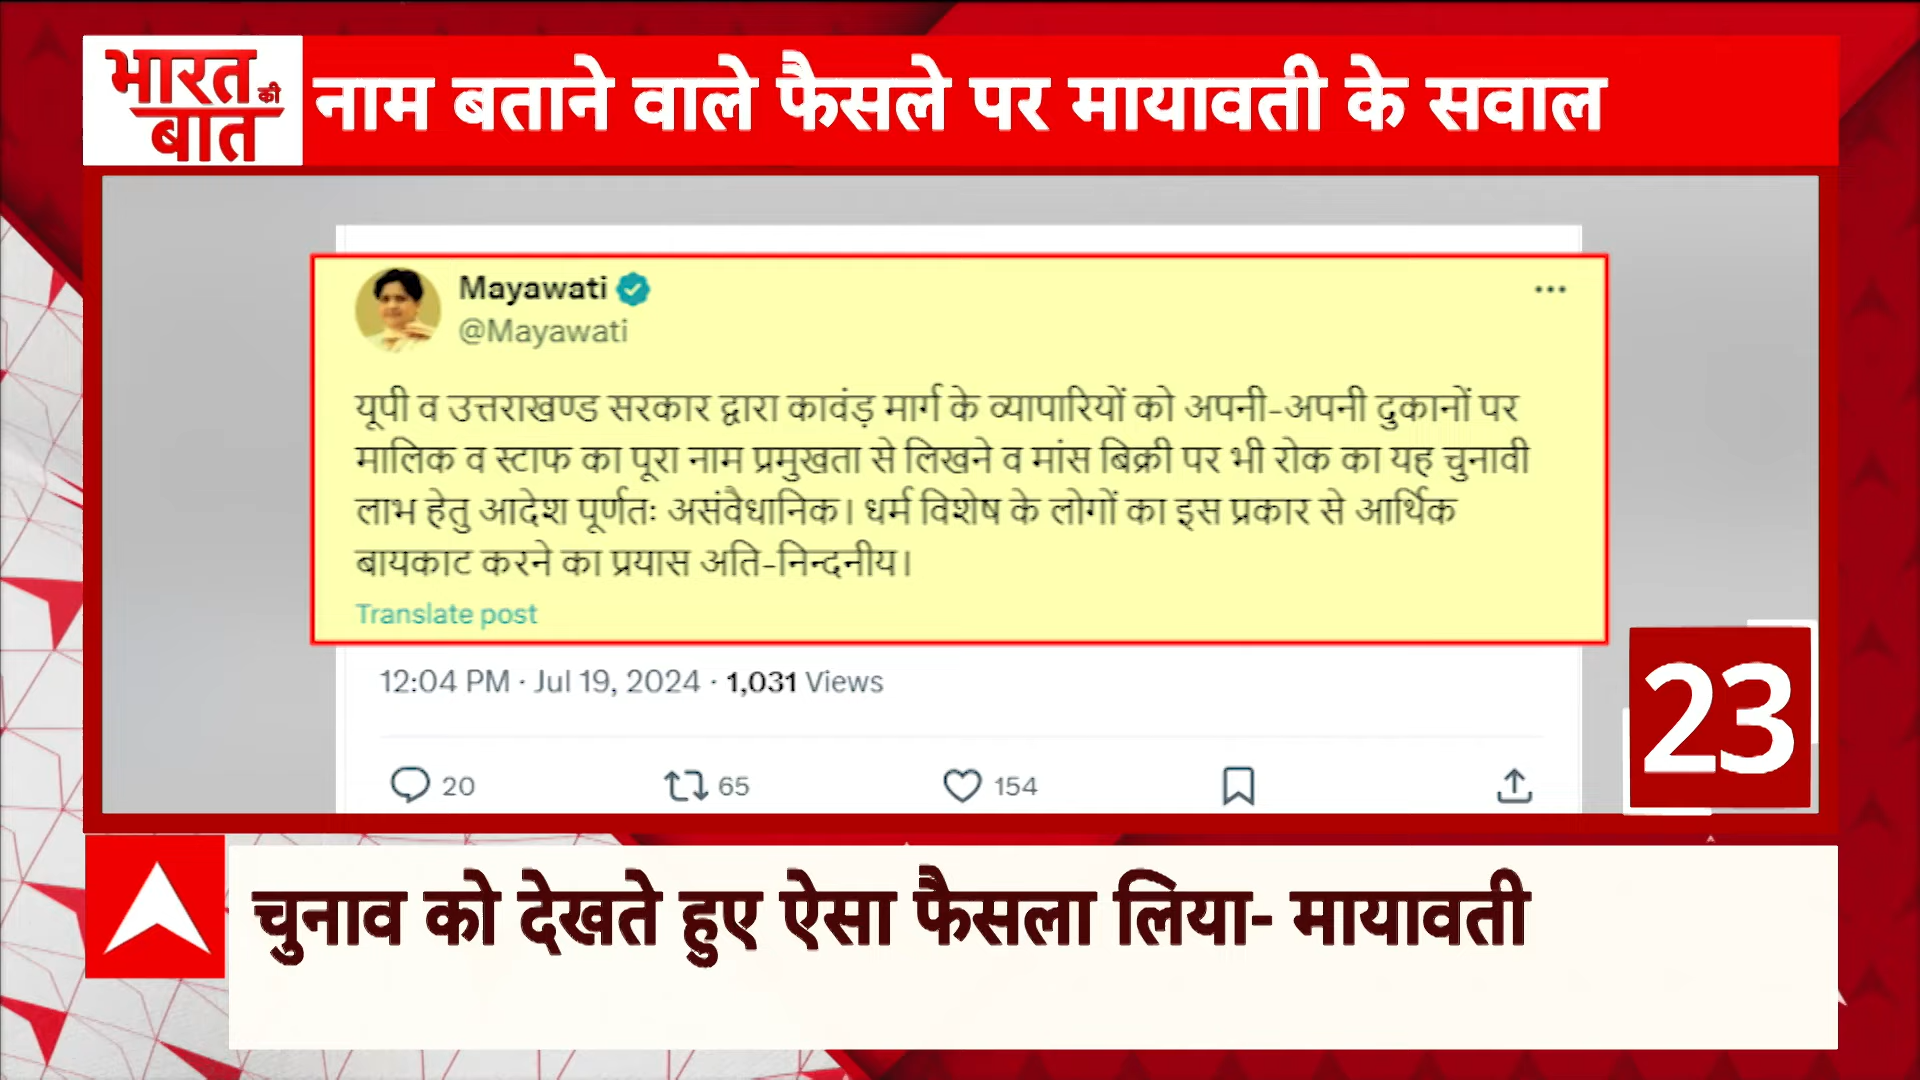 भारत की बात
नाम बताने वाले फैसले पर मायावती के सवाल
Mayawati
@Mayawati
यूपी व उत्तराखण्ड सरकार द्वारा कावंड़ मार्ग के व्यापारियों को अपनी-अपनी दुकानों पर
मालिक व स्टाफ का पूरा नाम प्रमुखता से लिखने व मांस बिक्री पर भी रोक का यह चुनावी
लाभ हेतु आदेश पूर्णतः असंवैधानिक। धर्म विशेष के लोगों का इस प्रकार से आर्थिक
बायकाट करने का प्रयास अति-निन्दनीय।
Translate post
12:04 PM · Jul 19, 2024 · 1,031 Views
20 65 154
23
चुनाव को देखते हुए ऐसा फैसला लिया- मायावती